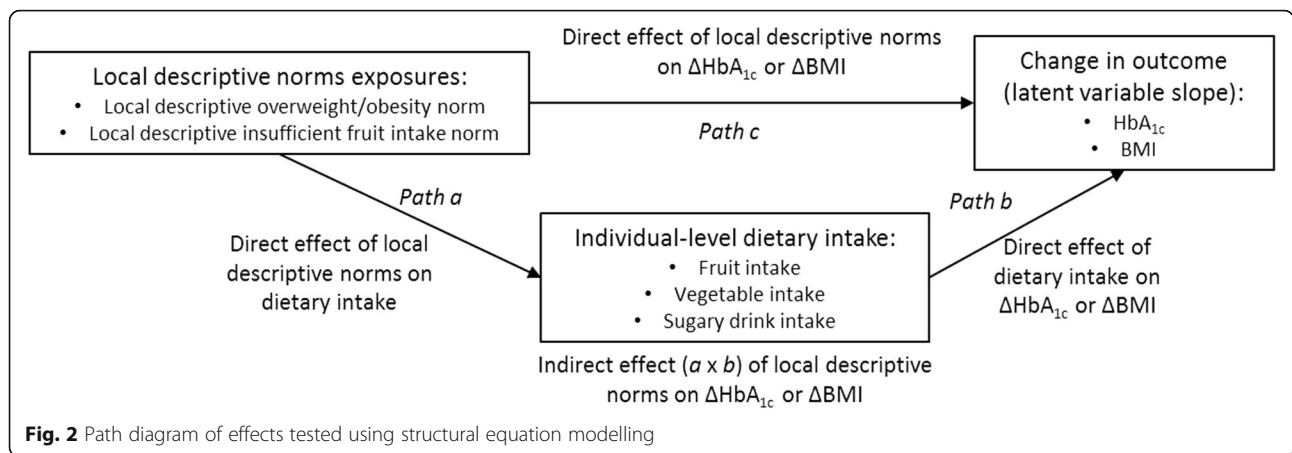 Direct effect of local descriptive norms
on ΔHbA1c or ΔBMI
Local descriptive norms exposures:
• Local descriptive overweight/obesity norm
• Local descriptive insufficient fruit intake norm
Path c
Change in outcome
(latent variable slope):
• HbA1c
• BMI
Path a
Direct effect of local
descriptive norms on
dietary intake
Individual-level dietary intake:
• Fruit intake
• Vegetable intake
• Sugary drink intake
Path b
Direct effect of
dietary intake on
ΔHbA1c or ΔBMI
Indirect effect (a x b) of local descriptive
norms on ΔHbA1c or ΔBMI
Fig. 2 Path diagram of effects tested using structural equation modelling